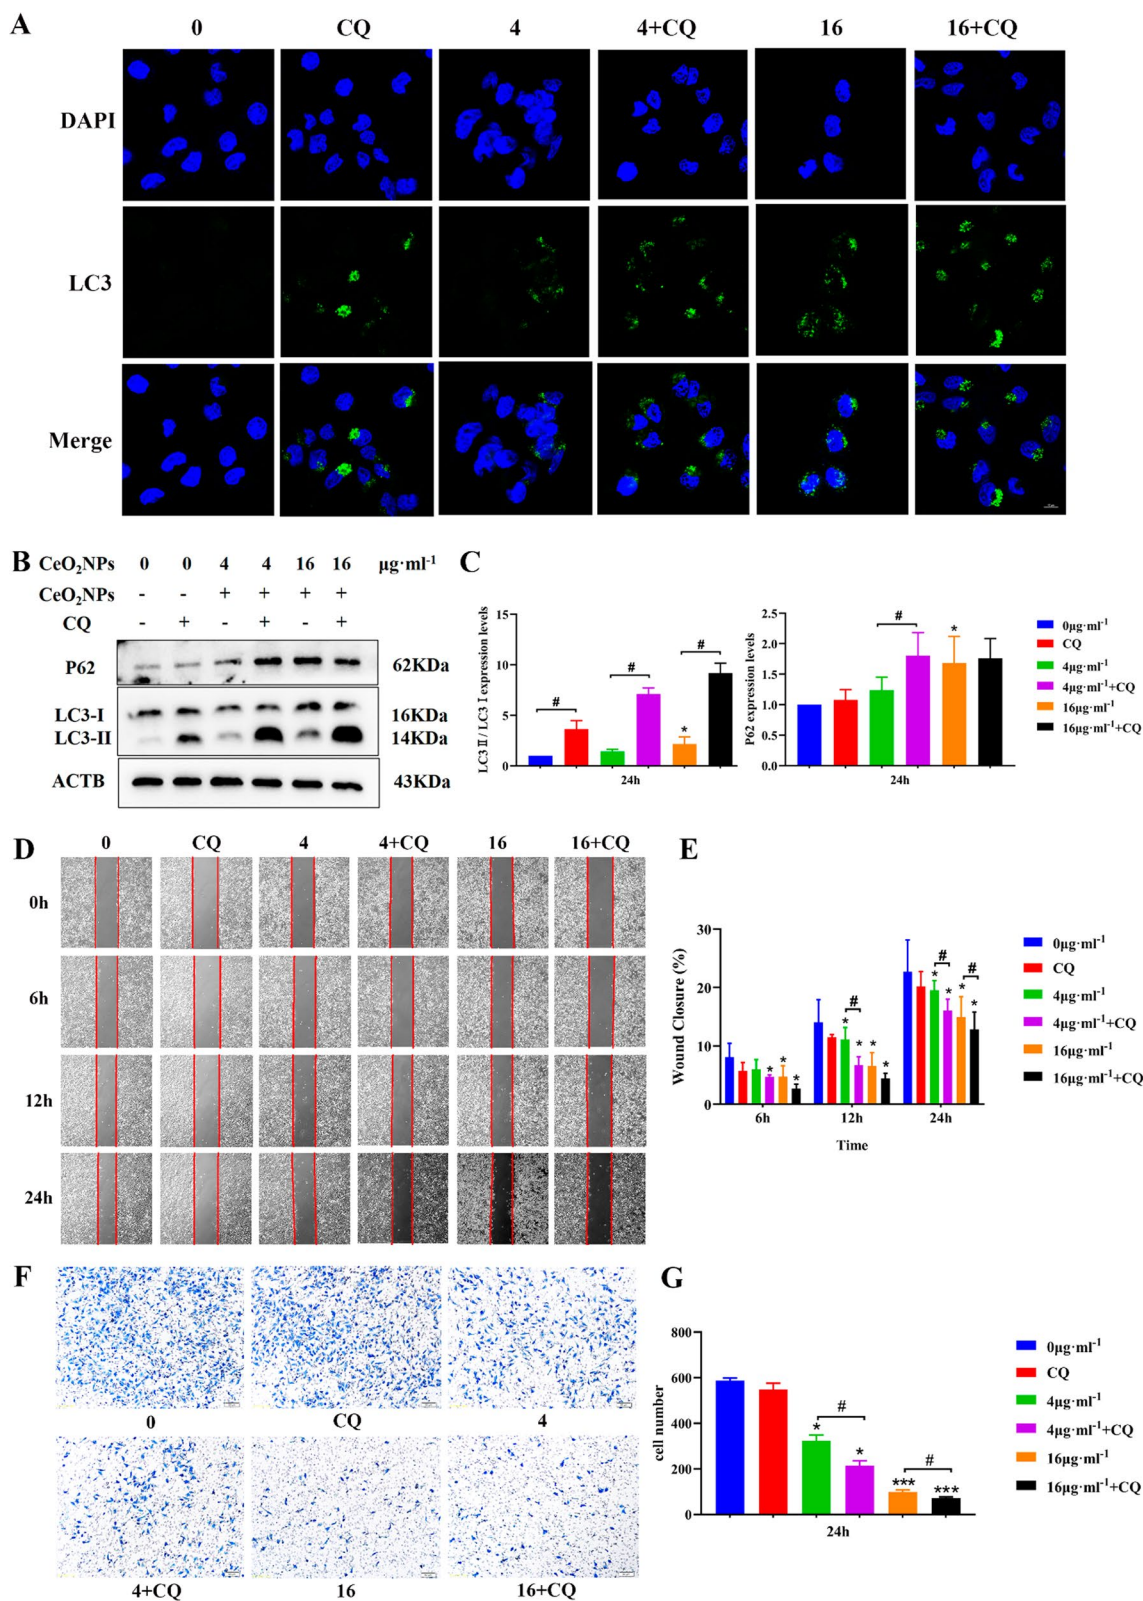 A
0 CQ 4 4+CQ 16 16+CQ
DAPI
LC3
Merge
B
CeO₂NPs 0 0 4 4 16 16 μg·ml⁻¹
CeO₂NPs - - + + + +
CQ - + - + - +
P62 62KDa
LC3-I 16KDa
LC3-II 14KDa
ACTB 43KDa
C
LC3 II / LC3 I expression levels
15
10
5
0
# # * #
24h
P62 expression levels
2.5
2.0
1.5
1.0
0.5
0.0
# *
24h
0μg·ml⁻¹
CQ
4μg·ml⁻¹
4μg·ml⁻¹+CQ
16μg·ml⁻¹
16μg·ml⁻¹+CQ
D
0 CQ 4 4+CQ 16 16+CQ
0h
6h
12h
24h
E
Wound Closure (%)
30
20
10
0
* * *
* # * * *
* # * * # *
6h 12h 24h
Time
0μg·ml⁻¹
CQ
4μg·ml⁻¹
4μg·ml⁻¹+CQ
16μg·ml⁻¹
16μg·ml⁻¹+CQ
F
0 CQ 4
4+CQ 16 16+CQ
G
cell number
800
600
400
200
0
* # * *** # ***
24h
0μg·ml⁻¹
CQ
4μg·ml⁻¹
4μg·ml⁻¹+CQ
16μg·ml⁻¹
16μg·ml⁻¹+CQ